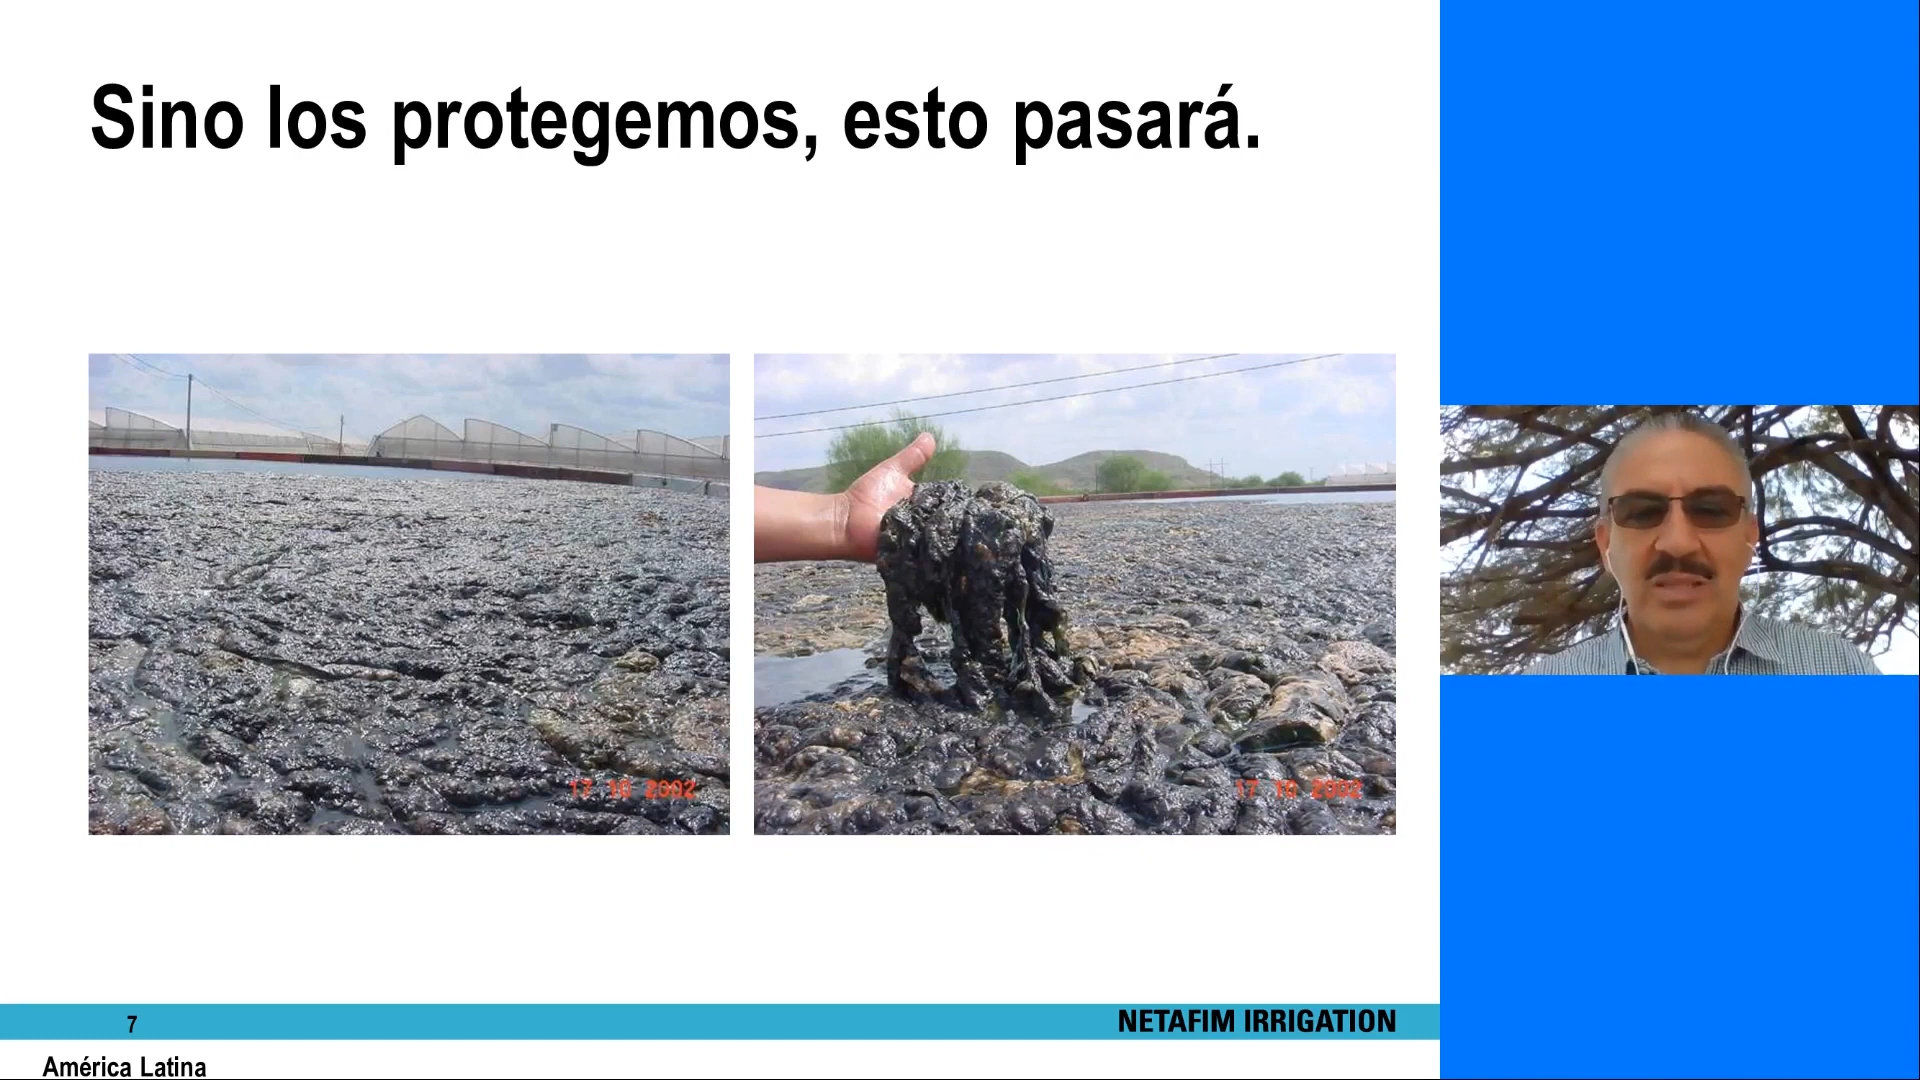 Sino los protegemos, esto pasará.
17 10 2002
17 10 2002
7
NETAFIM IRRIGATION
América Latina